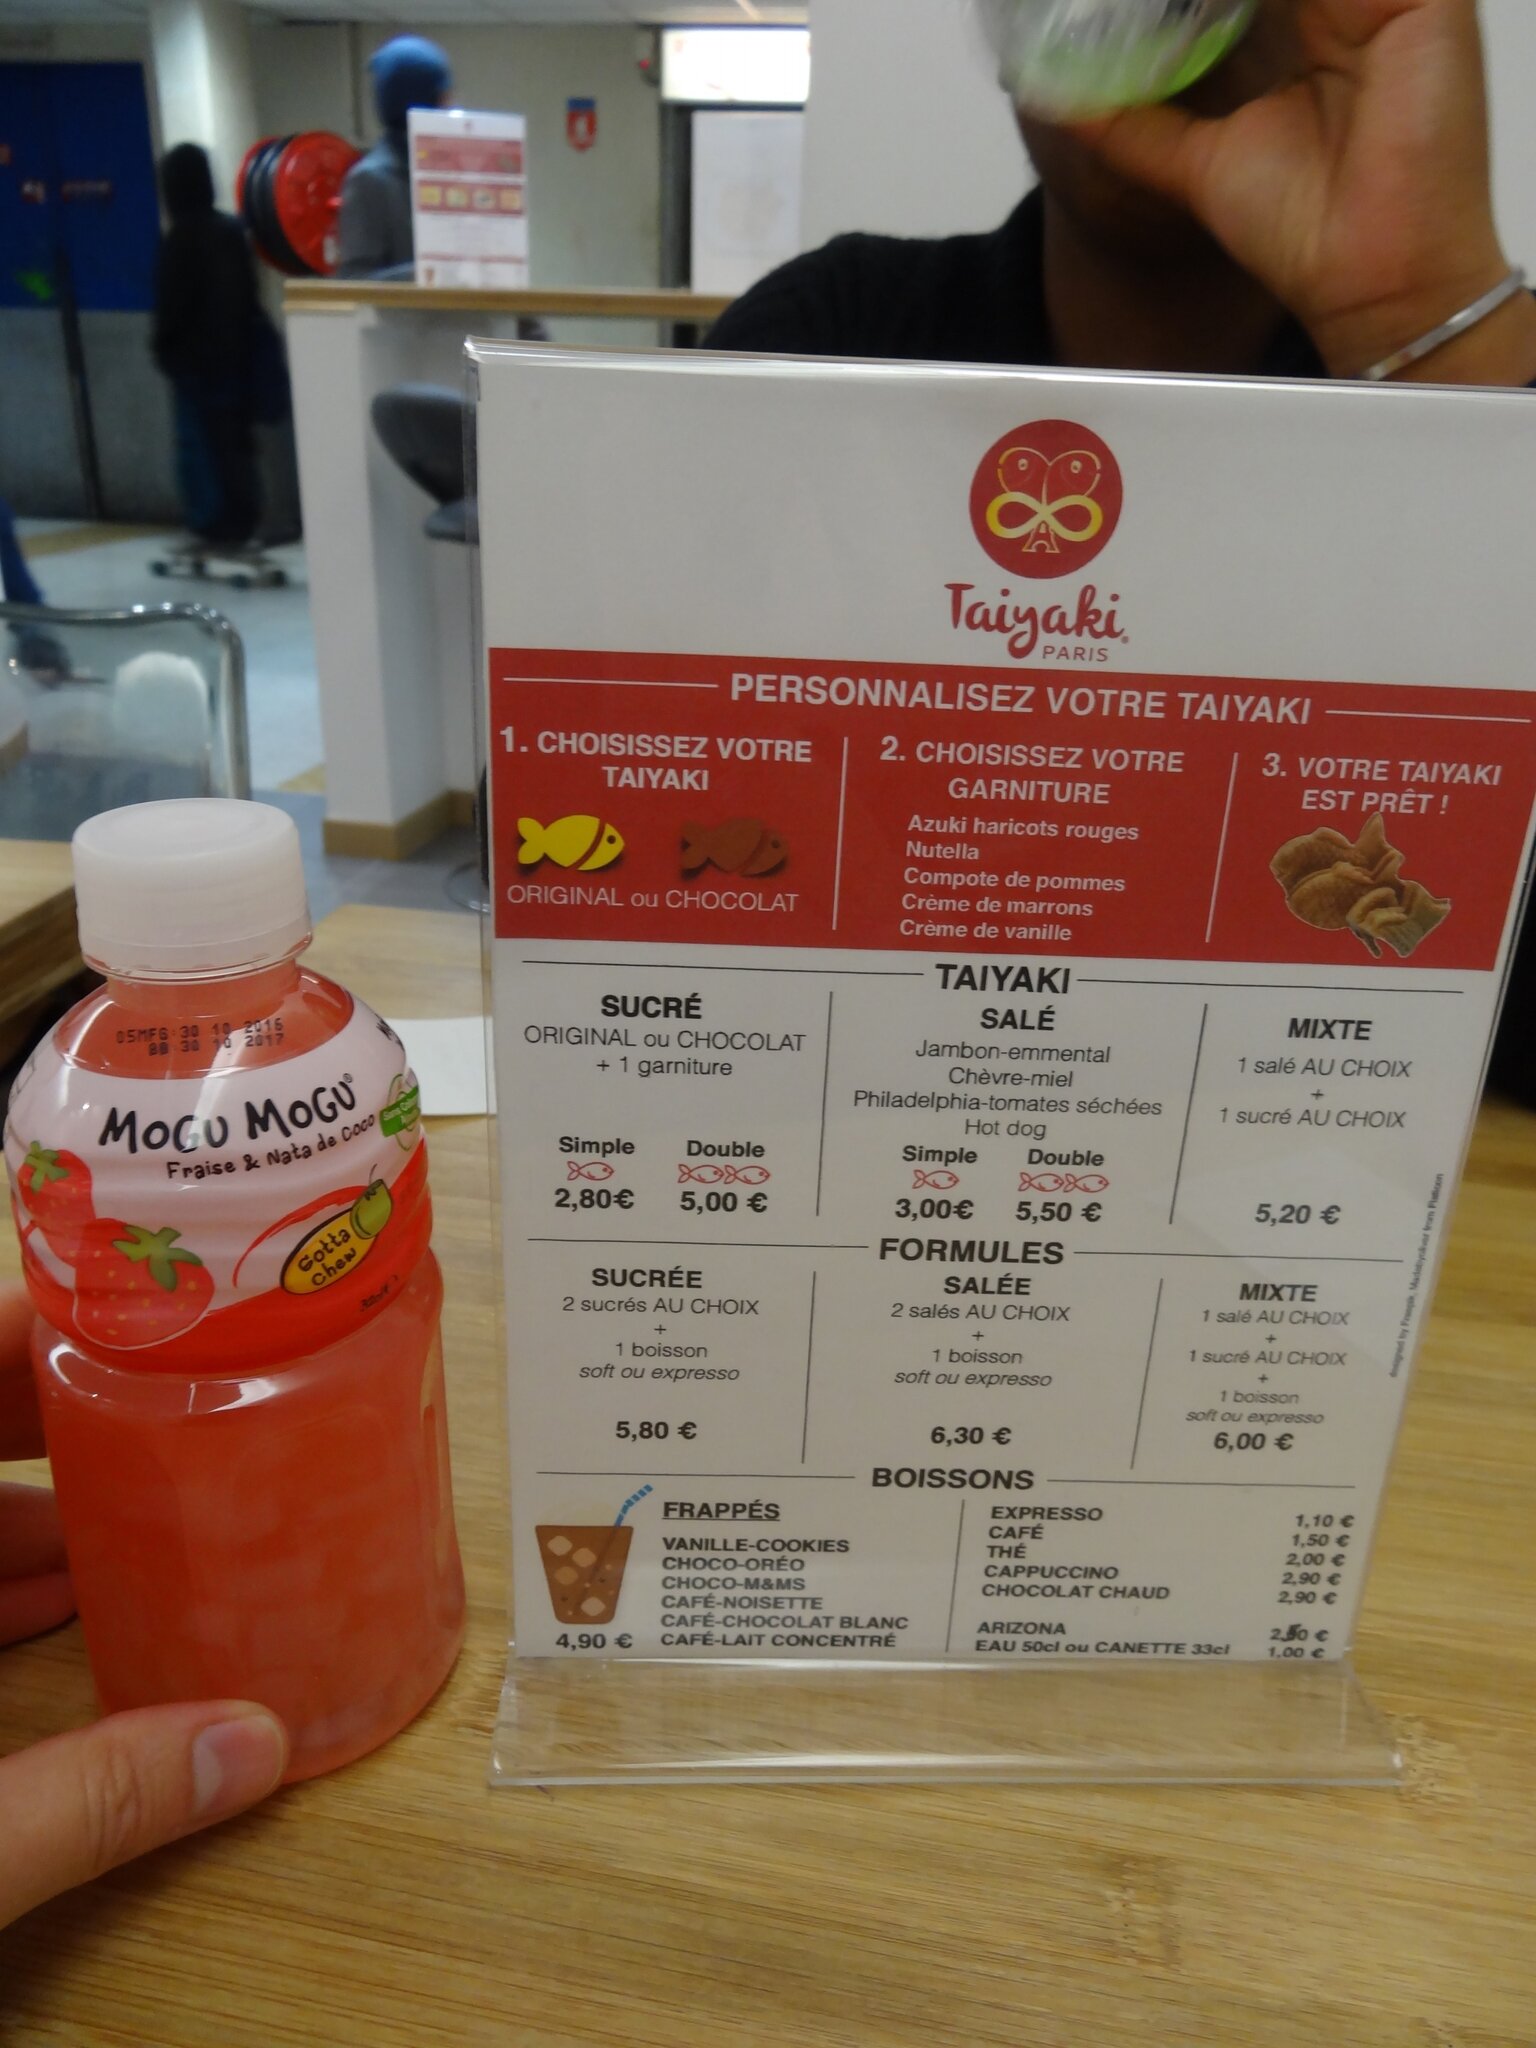 05MFG 30 10 2016
BB 30 10 2017
MOGU MOGU®
Fraise & Nata de Coco
Gotta
Chew
Taiyaki®
PARIS
PERSONNALISEZ VOTRE TAIYAKI
1. CHOISISSEZ VOTRE
TAIYAKI
ORIGINAL ou CHOCOLAT
2. CHOISISSEZ VOTRE
GARNITURE
Azuki haricots rouges
Nutella
Compote de pommes
Crème de marrons
Crème de vanille
3. VOTRE TAIYAKI
EST PRÊT !
TAIYAKI
SUCRÉ
ORIGINAL ou CHOCOLAT
+ 1 garniture
Simple Double
2,80€ 5,00 €
SALÉ
Jambon-emmental
Chèvre-miel
Philadelphia-tomates séchées
Hot dog
Simple Double
3,00€ 5,50 €
MIXTE
1 salé AU CHOIX
+
1 sucré AU CHOIX
5,20 €
FORMULES
SUCRÉE
2 sucrés AU CHOIX
+
1 boisson
soft ou expresso
5,80 €
SALÉE
2 salés AU CHOIX
+
1 boisson
soft ou expresso
6,30 €
MIXTE
1 salé AU CHOIX
+
1 sucré AU CHOIX
+
1 boisson
soft ou expresso
6,00 €
BOISSONS
FRAPPÉS
VANILLE-COOKIES
CHOCO-ORÉO
CHOCO-M&MS
CAFÉ-NOISETTE
CAFÉ-CHOCOLAT BLANC
CAFÉ-LAIT CONCENTRÉ
4,90 €
EXPRESSO 1,10 €
CAFÉ 1,50 €
THÉ 2,00 €
CAPPUCCINO 2,90 €
CHOCOLAT CHAUD 2,90 €
ARIZONA
EAU 50cl ou CANETTE 33cl 1,00 €
designed by Freepik, Madebyoliver from Flaticon